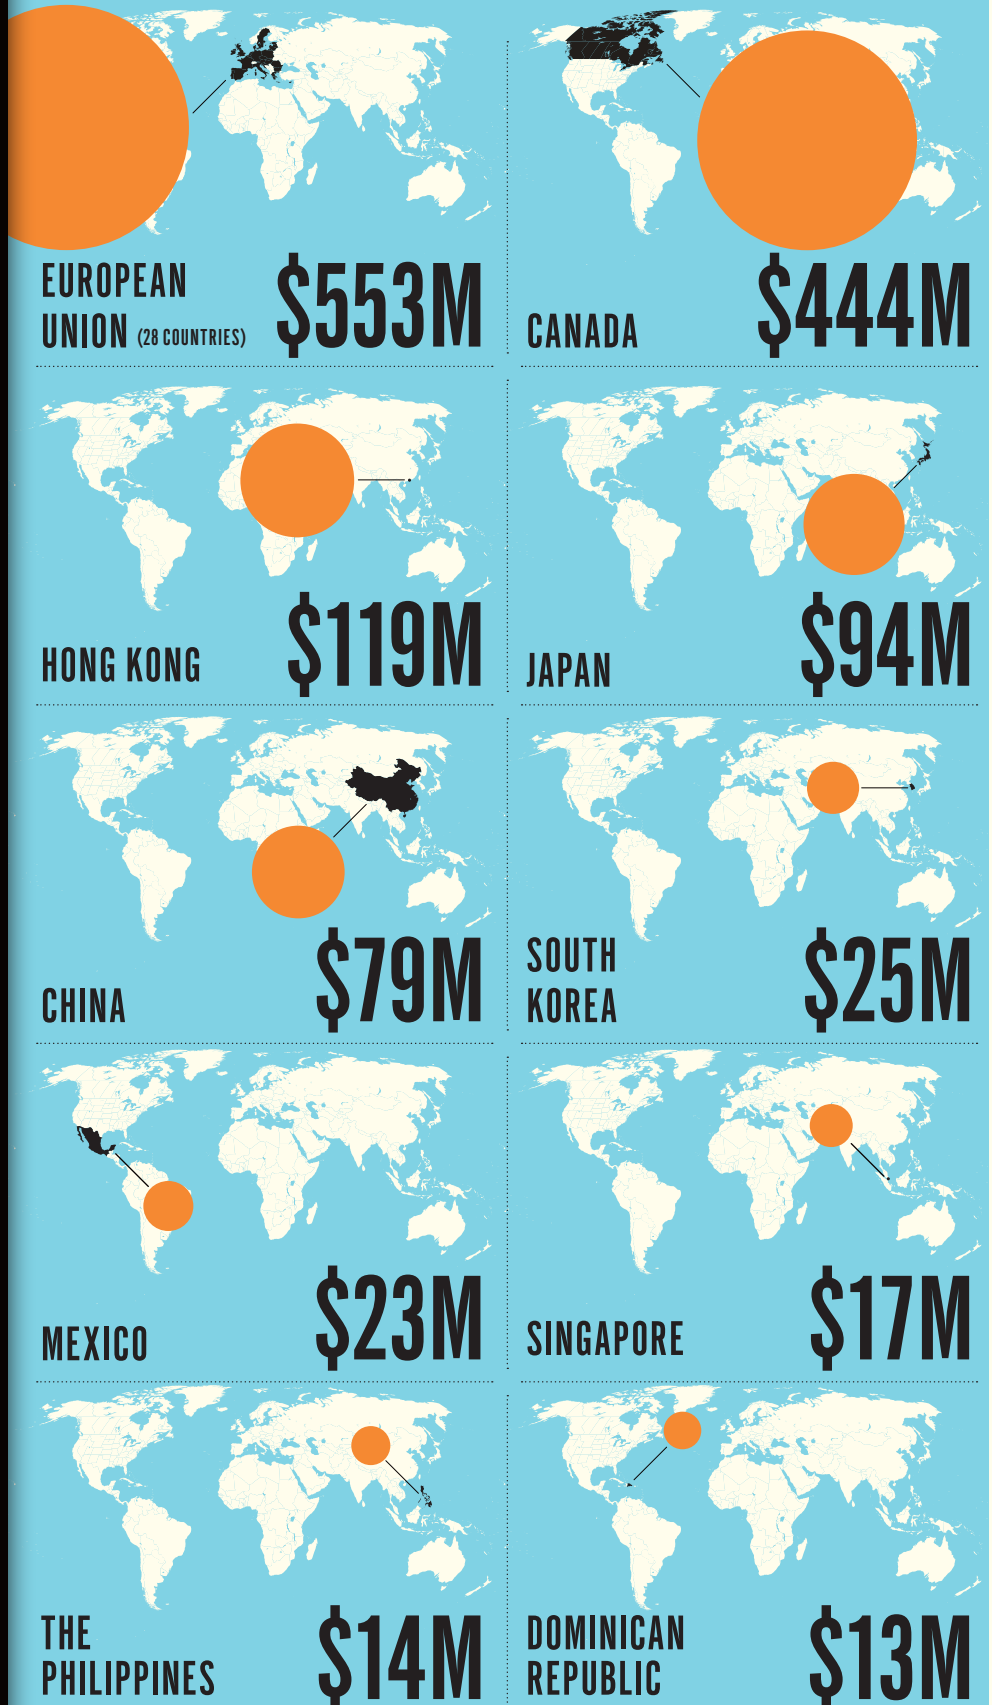 EUROPEAN
UNION (28 COUNTRIES)
$553M
CANADA
$444M
HONG KONG
$119M
JAPAN
$94M
CHINA
$79M
SOUTH
KOREA
$25M
MEXICO
$23M
SINGAPORE
$17M
THE
PHILIPPINES
$14M
DOMINICAN
REPUBLIC
$13M